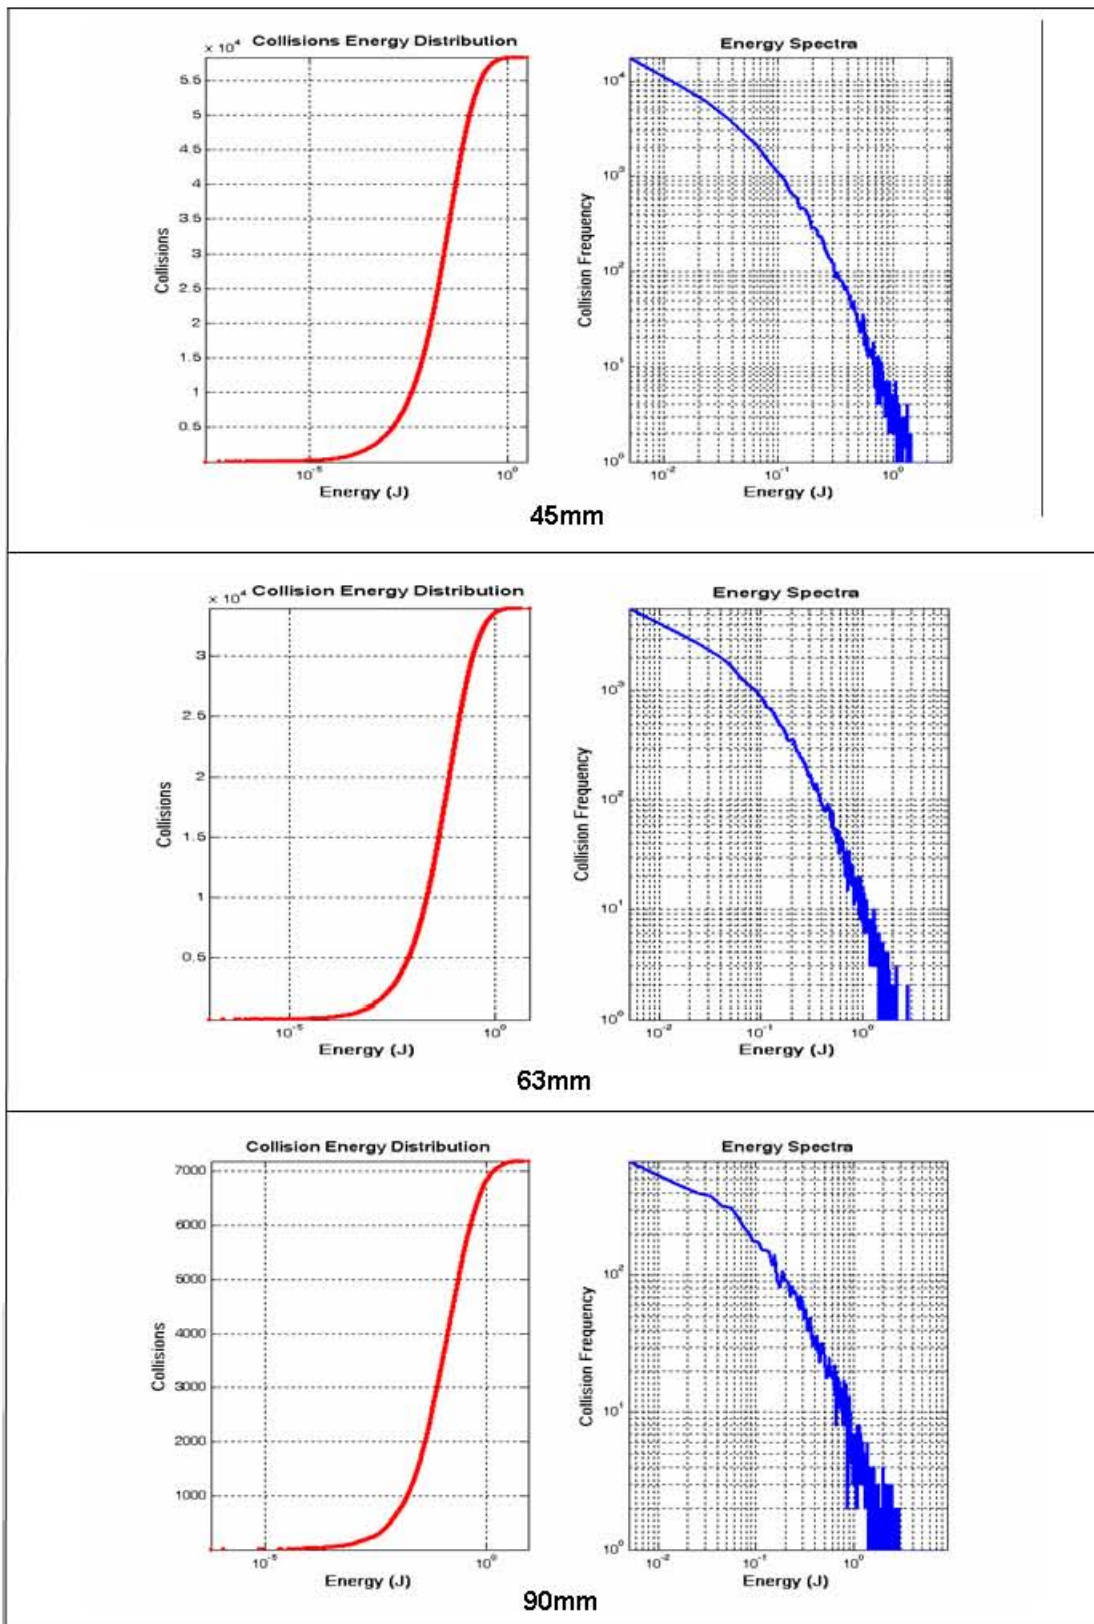 Collisions Energy Distribution
× 10⁴
5.5
5
4.5
4
3.5
3
2.5
2
1.5
1
0.5
Collisions
10⁻⁵
10⁰
Energy (J)
Energy Spectra
10⁴
10³
10²
10¹
10⁰
Collision Frequency
10⁻²
10⁻¹
10⁰
Energy (J)
45mm
Collision Energy Distribution
× 10⁴
3
2.5
2
1.5
1
0.5
Collisions
10⁻⁵
10⁰
Energy (J)
Energy Spectra
10³
10²
10¹
10⁰
Collision Frequency
10⁻²
10⁻¹
10⁰
Energy (J)
63mm
Collision Energy Distribution
7000
6000
5000
4000
3000
2000
1000
Collisions
10⁻⁵
10⁰
Energy (J)
Energy Spectra
10²
10¹
10⁰
Collision Frequency
10⁻²
10⁻¹
10⁰
Energy (J)
90mm